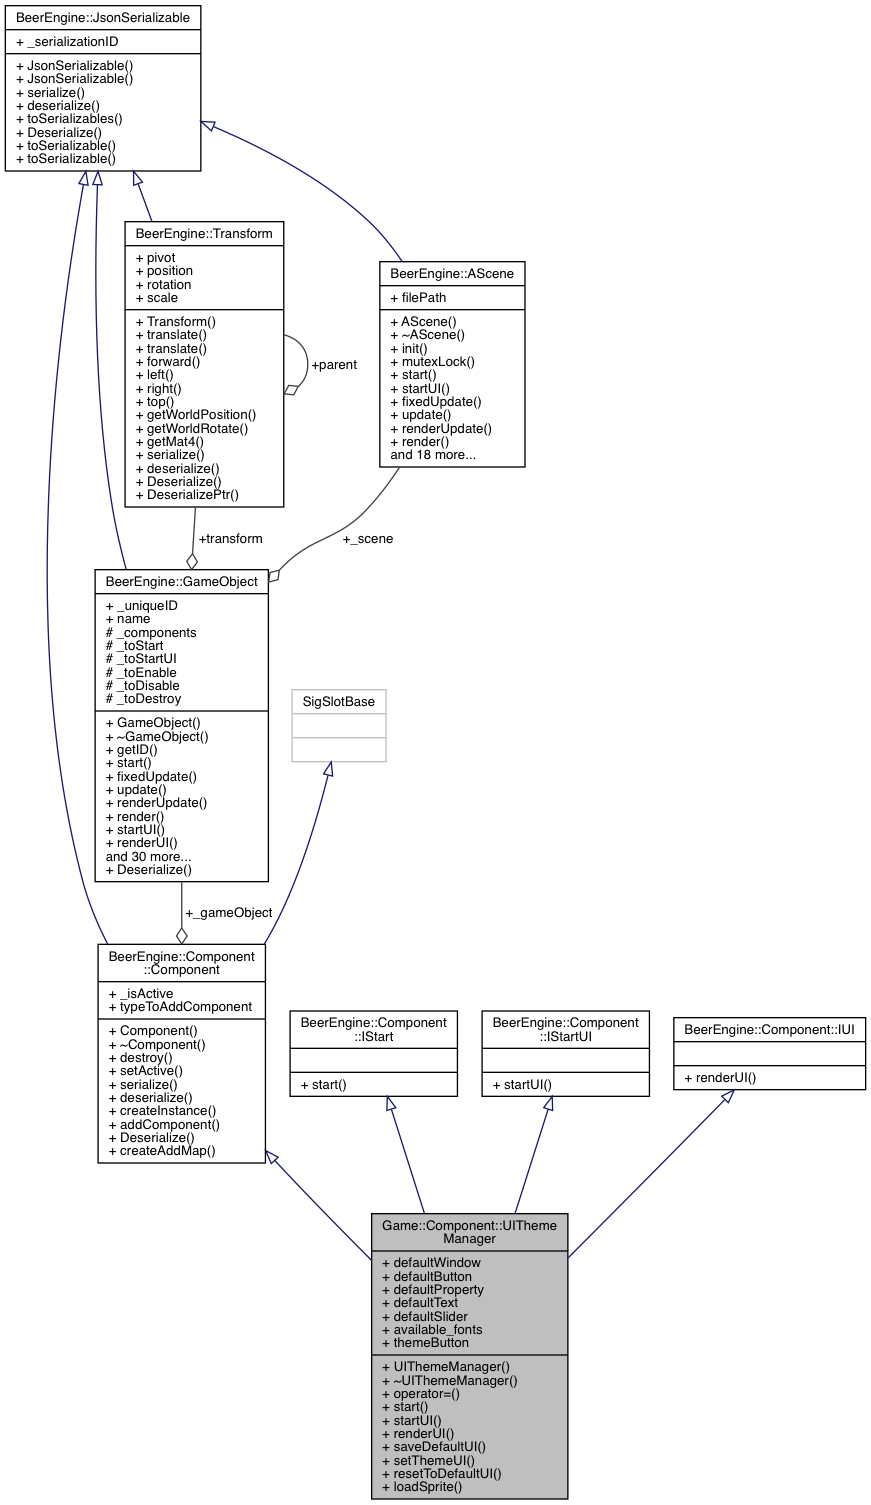 BeerEngine::JsonSerializable
+ _serializationID
+ JsonSerializable()
+ JsonSerializable()
+ serialize()
+ deserialize()
+ toSerializables()
+ Deserialize()
+ toSerializable()
+ toSerializable()
BeerEngine::Transform
+ pivot
+ position
+ rotation
+ scale
+ Transform()
+ translate()
+ translate()
+ forward()
+ left()
+ right()
+ top()
+ getWorldPosition()
+ getWorldRotate()
+ getMat4()
+ serialize()
+ deserialize()
+ Deserialize()
+ DeserializePtr()
+parent
BeerEngine::AScene
+ filePath
+ AScene()
+ ~AScene()
+ init()
+ mutexLock()
+ start()
+ startUI()
+ fixedUpdate()
+ update()
+ renderUpdate()
+ render()
and 18 more...
+transform
+_scene
BeerEngine::GameObject
+ _uniqueID
+ name
# _components
# _toStart
# _toStartUI
# _toEnable
# _toDisable
# _toDestroy
+ GameObject()
+ ~GameObject()
+ getID()
+ start()
+ fixedUpdate()
+ update()
+ renderUpdate()
+ render()
+ startUI()
+ renderUI()
and 30 more...
+ Deserialize()
SigSlotBase
+_gameObject
BeerEngine::Component
::Component
+ _isActive
+ typeToAddComponent
+ Component()
+ ~Component()
+ destroy()
+ setActive()
+ serialize()
+ deserialize()
+ createInstance()
+ addComponent()
+ Deserialize()
+ createAddMap()
BeerEngine::Component
::IStart
+ start()
BeerEngine::Component
::IStartUI
+ startUI()
BeerEngine::Component::IUI
+ renderUI()
Game::Component::UITheme
Manager
+ defaultWindow
+ defaultButton
+ defaultProperty
+ defaultText
+ defaultSlider
+ available_fonts
+ themeButton
+ UIThemeManager()
+ ~UIThemeManager()
+ operator=()
+ start()
+ startUI()
+ renderUI()
+ saveDefaultUI()
+ setThemeUI()
+ resetToDefaultUI()
+ loadSprite()